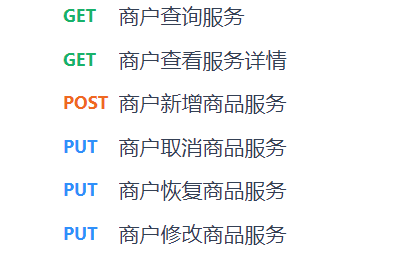 GET 商户查询服务
GET 商户查看服务详情
POST 商户新增商品服务
PUT 商户取消商品服务
PUT 商户恢复商品服务
PUT 商户修改商品服务